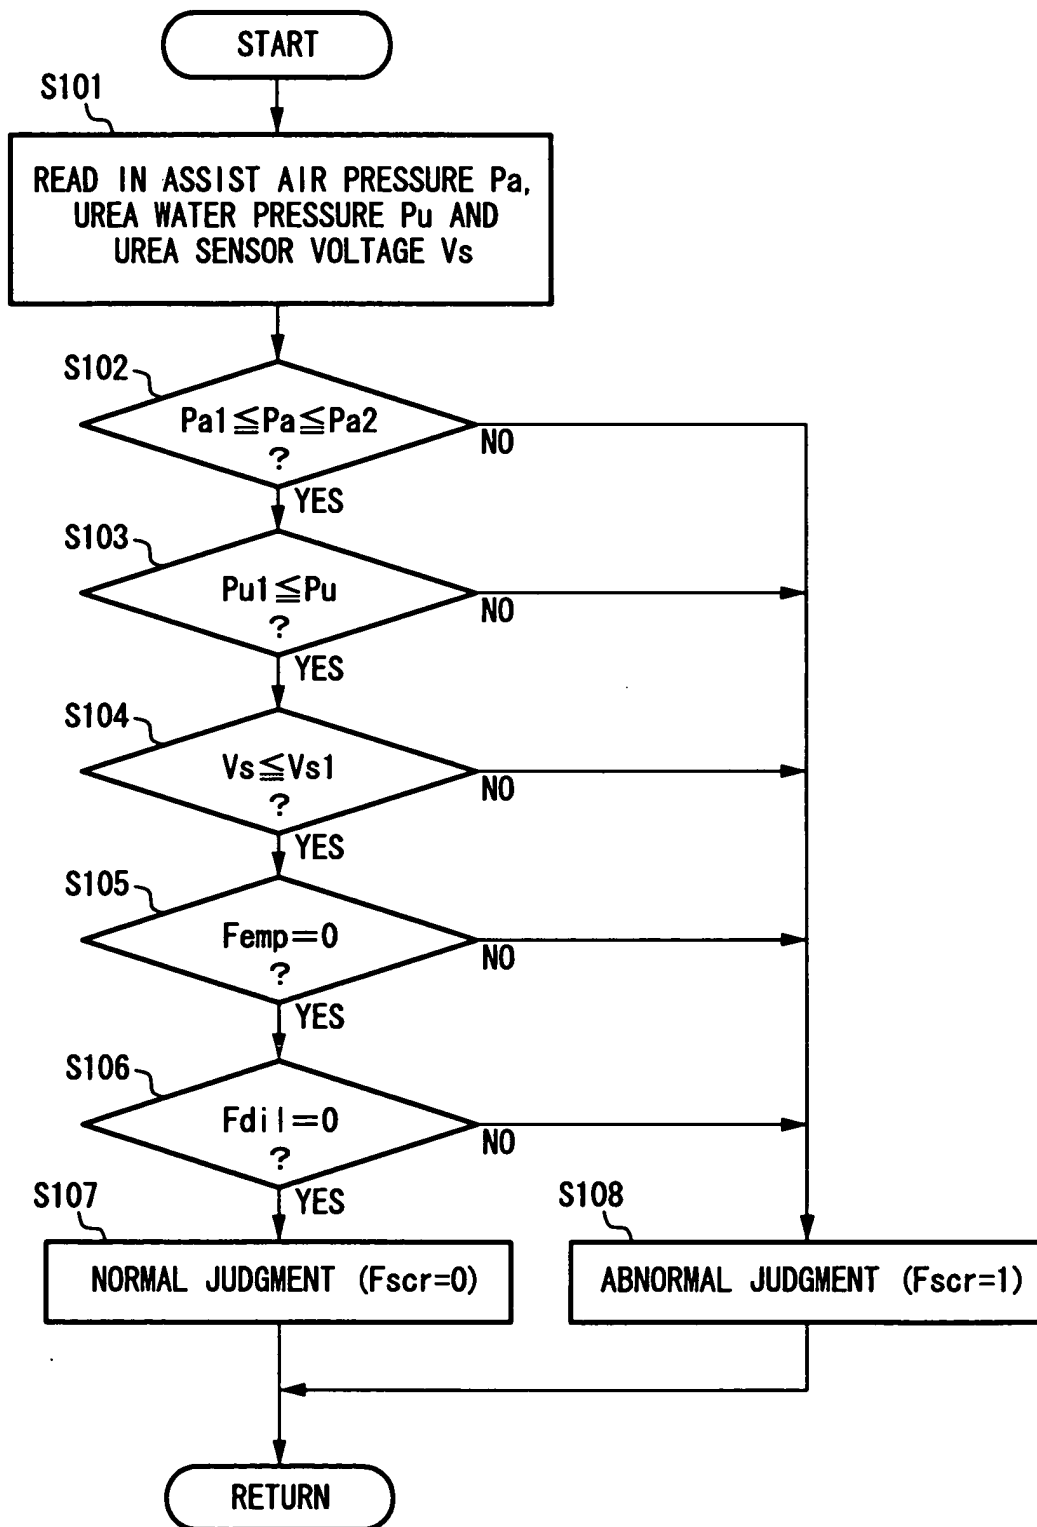 START
S101
READ IN ASSIST AIR PRESSURE Pa,
UREA WATER PRESSURE Pu AND
UREA SENSOR VOLTAGE Vs
S102
Pa1≦Pa≦Pa2
?
NO
YES
S103
Pu1≦Pu
?
NO
YES
S104
Vs≦Vs1
?
NO
YES
S105
Femp=0
?
NO
YES
S106
Fdil=0
?
NO
YES
S107
NORMAL JUDGMENT (Fscr=0)
S108
ABNORMAL JUDGMENT (Fscr=1)
RETURN